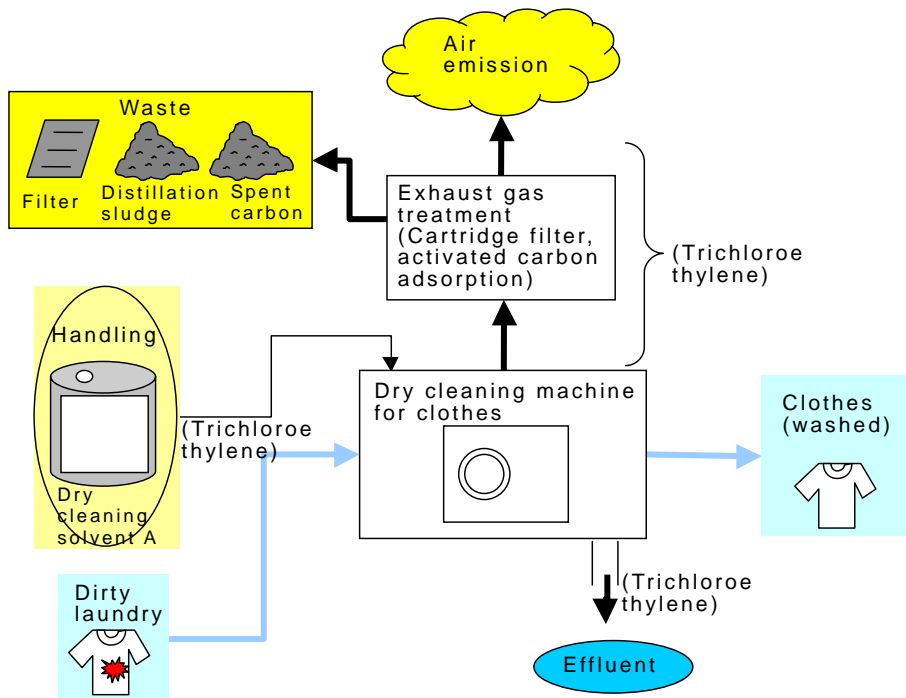 Air
emission
Waste
Filter
Distillation
sludge
Spent
carbon
Exhaust gas
treatment
(Cartridge filter,
activated carbon
adsorption)
(Trichloroe
thylene)
Handling
Dry
cleaning
solvent A
(Trichloroe
thylene)
Dry cleaning machine
for clothes
Clothes
(washed)
Dirty
laundry
(Trichloroe
thylene)
Effluent